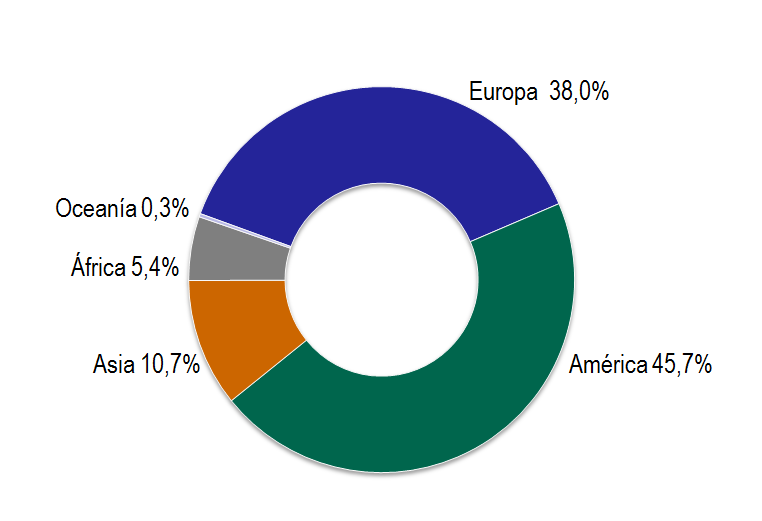 Europa 38,0%
Oceanía 0,3%
África 5,4%
Asia 10,7%
América 45,7%